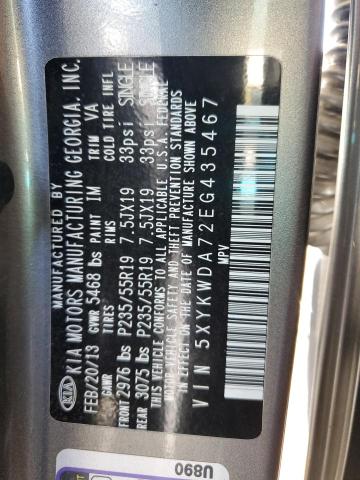 MANUFACTURED BY
KIA KIA MOTORS MANUFACTURING GEORGIA. INC.
FEB/20/13 GVWR 5468 lbs PAINT IM TRIM VA
GAWR TIRES RIMS COLD TIRE INFL
FRONT 2976 lbs P235/55R19 7.5JX19 33psi SINGLE
REAR 3075 lbs P235/55R19 7.5JX19 33psi SINGLE
THIS VEHICLE CONFORMS TO ALL APPLICABLE U.S.A. FEDERAL
MOTOR VEHICLE SAFETY AND THEFT PREVENTION STANDARDS
IN EFFECT ON THE DATE OF MANUFACTURE SHOWN ABOVE
VIN 5XYKWDA72EG435467
MPV
U890